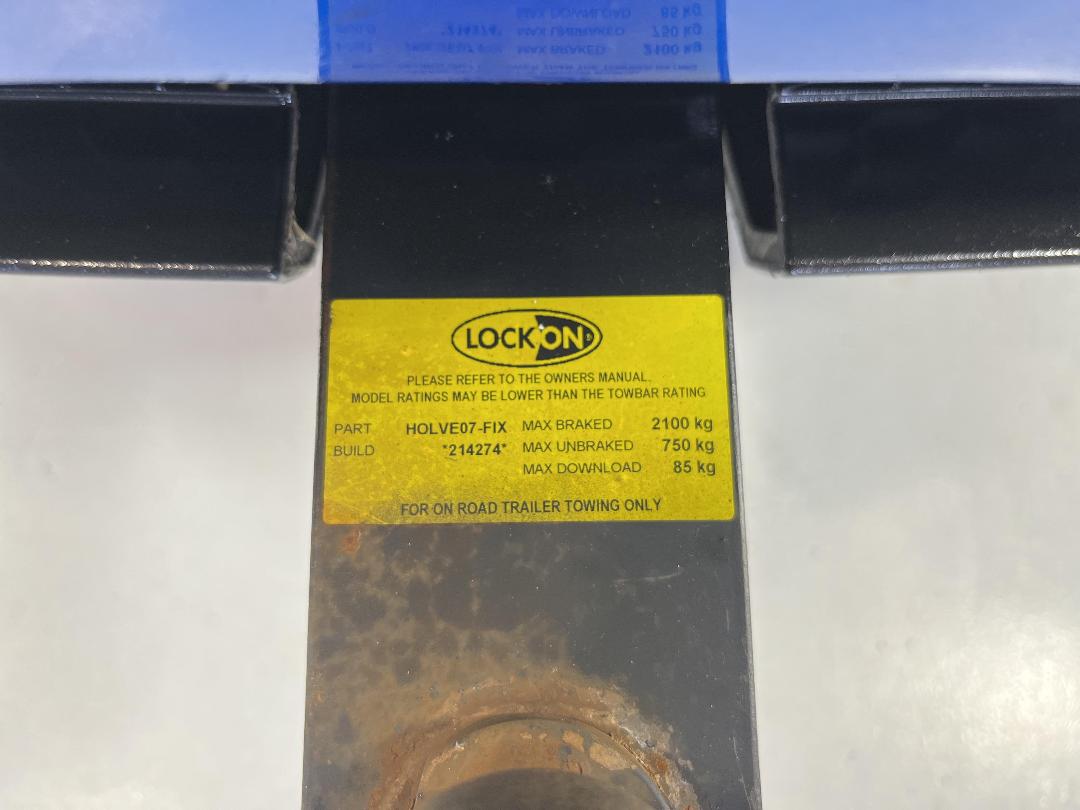 LOCKON
PLEASE REFER TO THE OWNERS MANUAL.
MODEL RATINGS MAY BE LOWER THAN THE TOWBAR RATING
PART HOLVE07-FIX MAX BRAKED 2100 kg
BUILD *214274* MAX UNBRAKED 750 kg
MAX DOWNLOAD 85 kg
FOR ON ROAD TRAILER TOWING ONLY